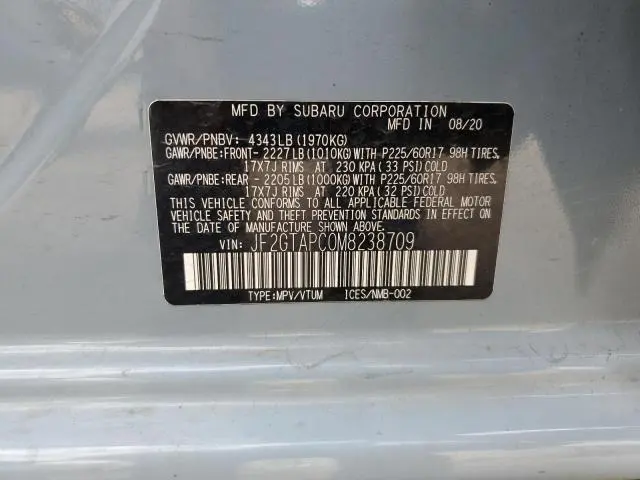 MFD BY SUBARU CORPORATION
MFD IN 08/20
GVWR/PNBV: 4343LB(1970KG)
GAWR/PNBE:FRONT- 2227LB(1010KG)WITH P225/60R17 98H TIRES,
17X7J RIMS AT 230 KPA(33 PSI)COLD
GAWR/PNBE:REAR - 2205LB(1000KG)WITH P225/60R17 98H TIRES,
17X7J RIMS AT 220 KPA(32 PSI)COLD
THIS VEHICLE CONFORMS TO ALL APPLICABLE FEDERAL MOTOR
VEHICLE SAFETY AND THEFT PREVENTION STANDARDS IN EFFECT
ON THE DATE OF MANUFACTURE SHOWN ABOVE.
VIN: JF2GTAPC0M8238709
TYPE:MPV/VTUM ICES/NMB-002